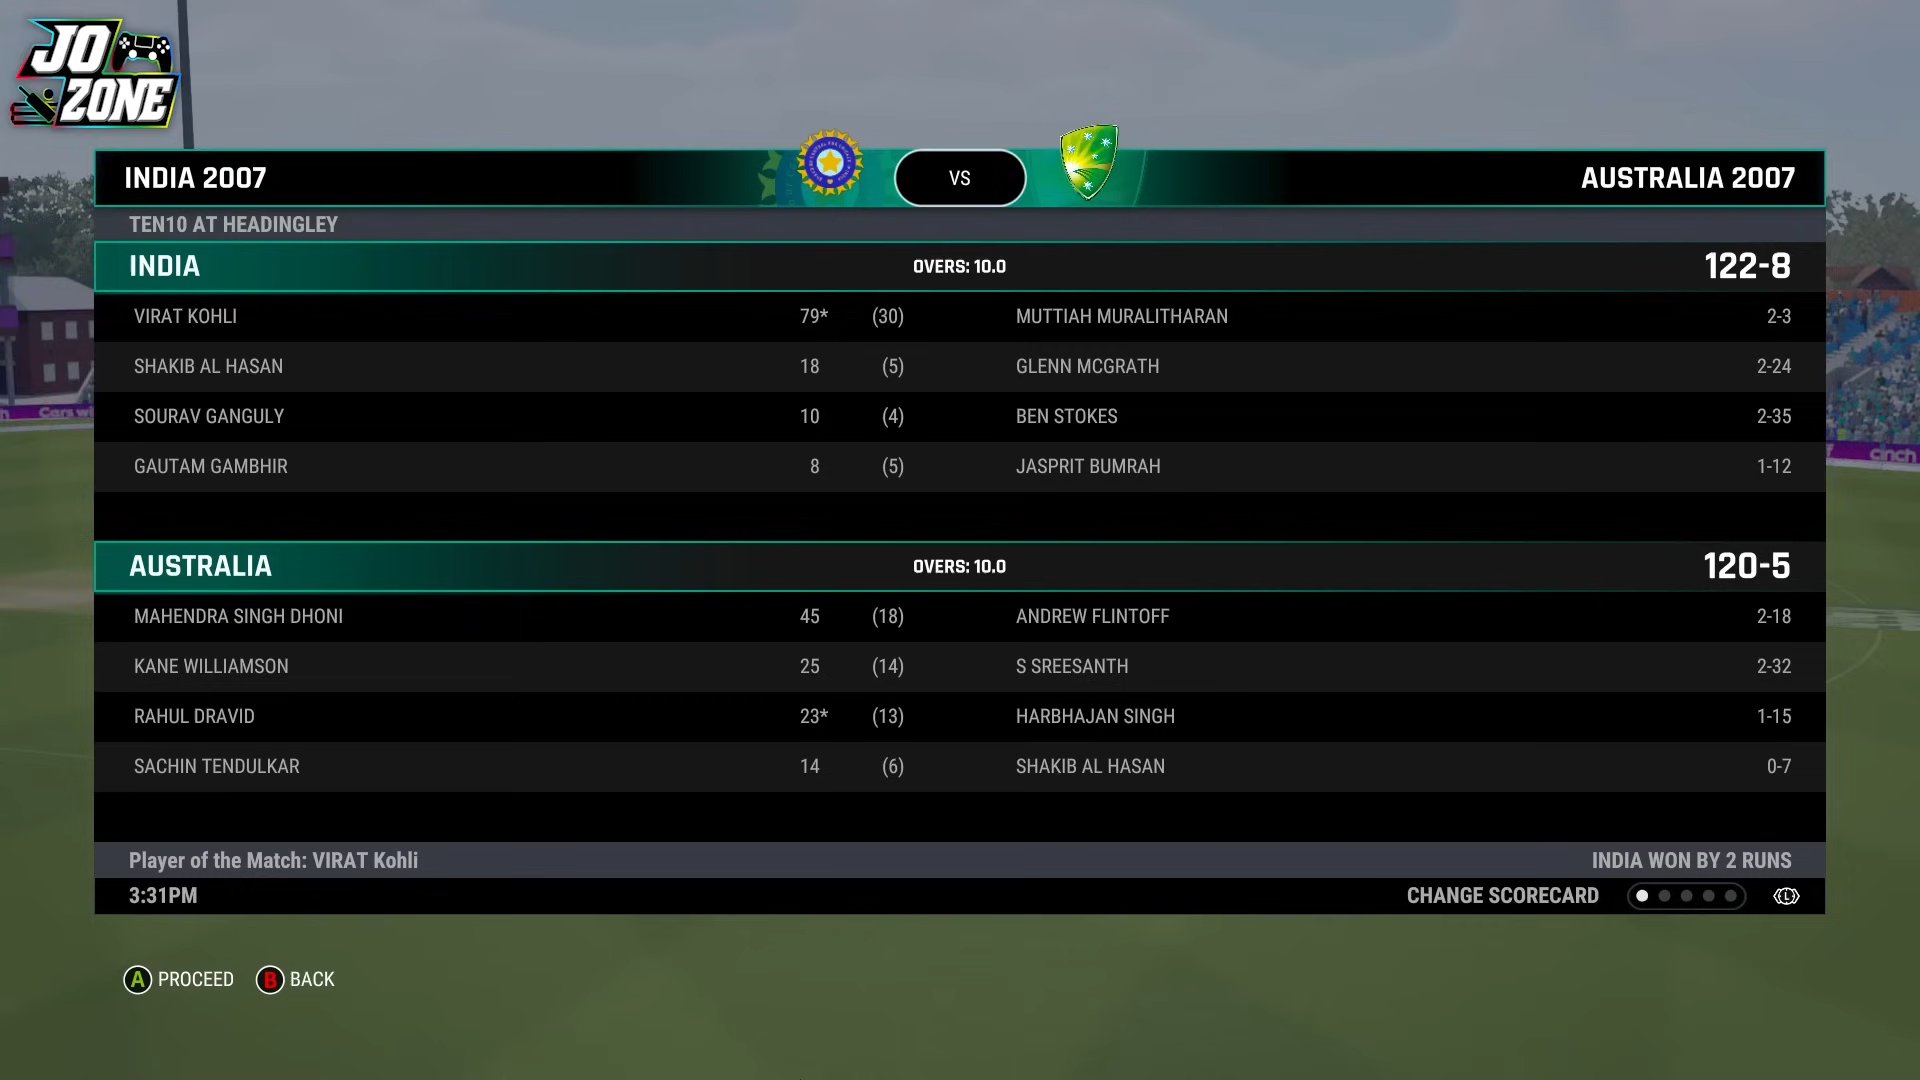 JO
ZONE
INDIA 2007
VS
AUSTRALIA 2007
TEN10 AT HEADINGLEY
INDIA OVERS: 10.0 122-8
VIRAT KOHLI 79* (30) MUTTIAH MURALITHARAN 2-3
SHAKIB AL HASAN 18 (5) GLENN MCGRATH 2-24
SOURAV GANGULY 10 (4) BEN STOKES 2-35
GAUTAM GAMBHIR 8 (5) JASPRIT BUMRAH 1-12
AUSTRALIA OVERS: 10.0 120-5
MAHENDRA SINGH DHONI 45 (18) ANDREW FLINTOFF 2-18
KANE WILLIAMSON 25 (14) S SREESANTH 2-32
RAHUL DRAVID 23* (13) HARBHAJAN SINGH 1-15
SACHIN TENDULKAR 14 (6) SHAKIB AL HASAN 0-7
Player of the Match: VIRAT Kohli INDIA WON BY 2 RUNS
3:31PM CHANGE SCORECARD L
A PROCEED B BACK
cinch